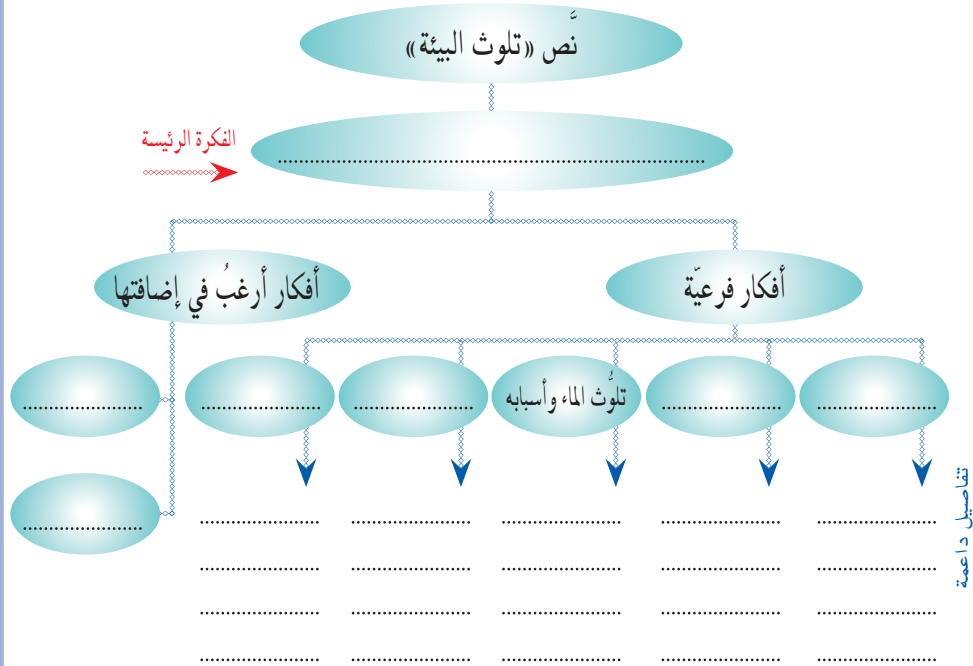 نَّص «تلوث البيئة»
الفكرة الرئيسة
................................................................................
أفكار فرعيّة
أفكار أرغبُ في إضافتها
........................
........................
تلوُّث الماء وأسبابه
........................
........................
........................
........................
تفاصيل داعمة
........................ ........................ ........................ ........................ ........................
........................ ........................ ........................ ........................ ........................
........................ ........................ ........................ ........................ ........................
........................ ........................ ........................ ........................ ........................